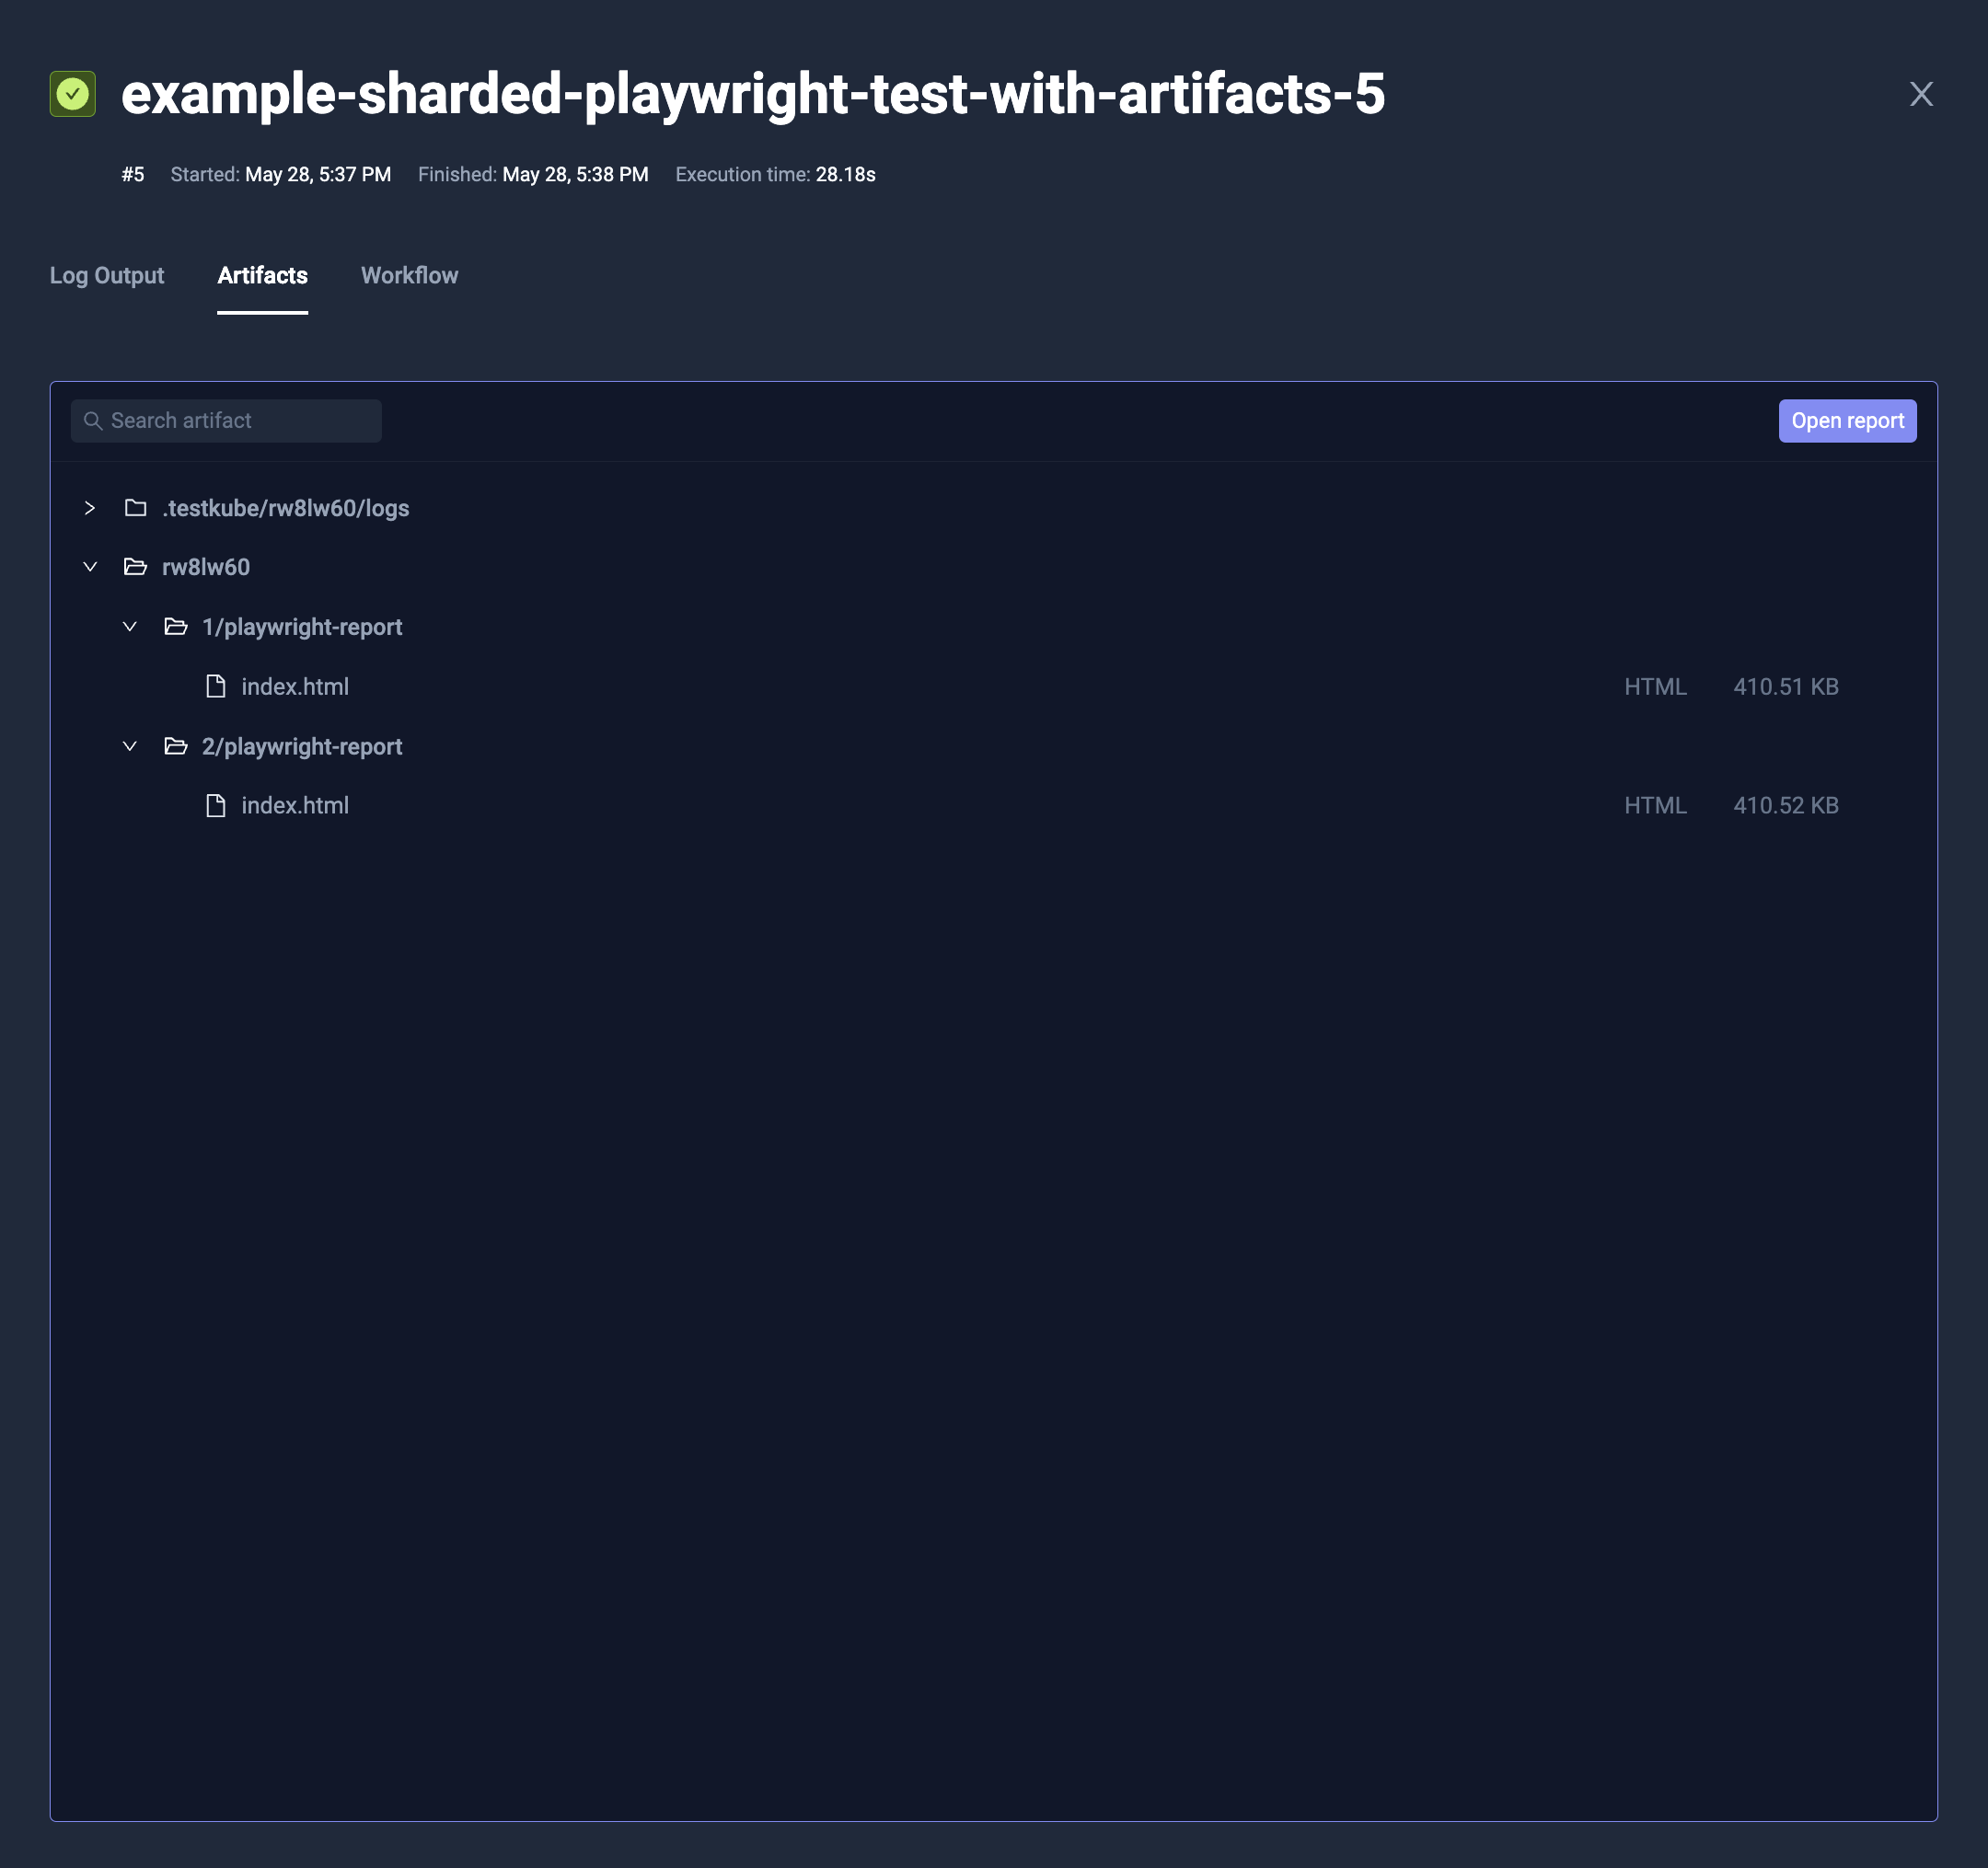 example-sharded-playwright-test-with-artifacts-5
#5 Started: May 28, 5:37 PM Finished: May 28, 5:38 PM Execution time: 28.18s
Log Output Artifacts Workflow
Search artifact Open report
.testkube/rw8lw60/logs
rw8lw60
1/playwright-report
index.html HTML 410.51 KB
2/playwright-report
index.html HTML 410.52 KB